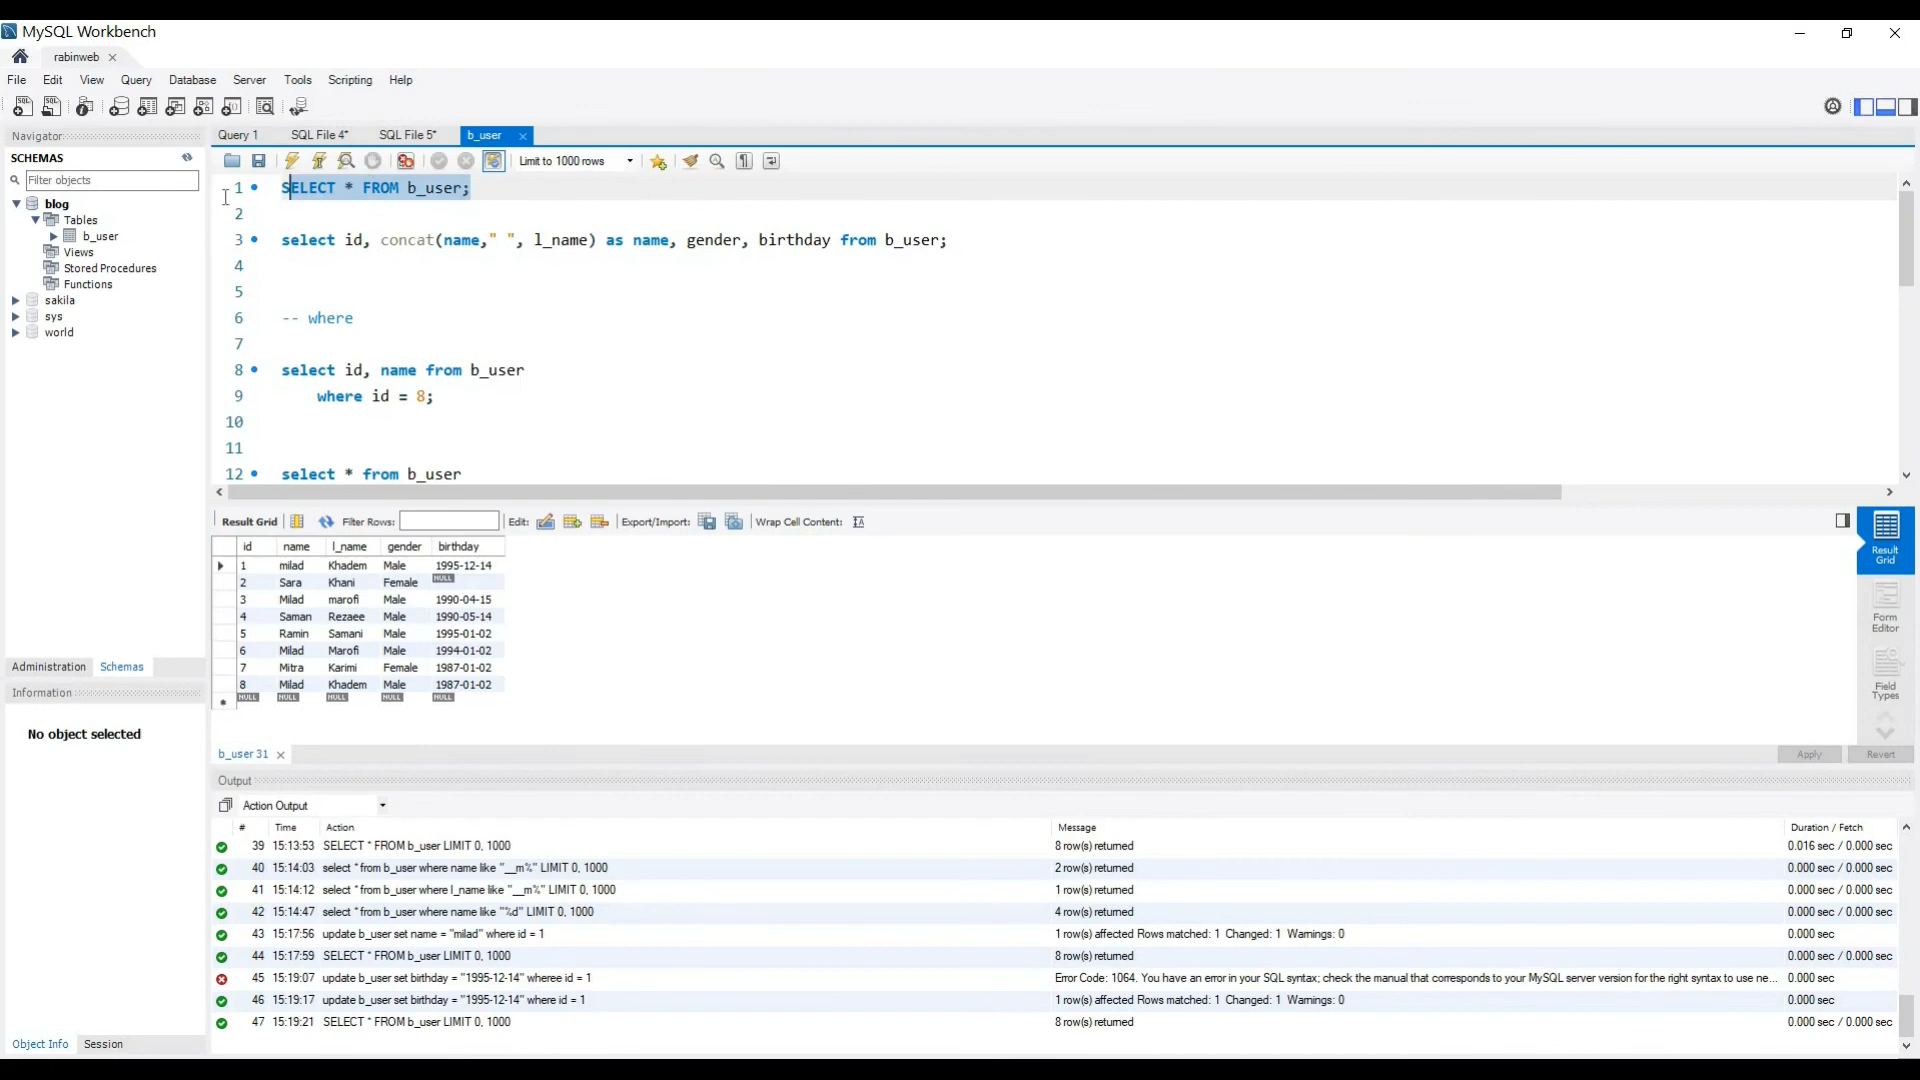 MySQL Workbench
rabinweb
File Edit View Query Database Server Tools Scripting Help
Navigator
SCHEMAS
Filter objects
blog
Tables
b_user
Views
Stored Procedures
Functions
sakila
sys
world
Administration Schemas
Information
No object selected
Object Info Session
Query 1 SQL File 4* SQL File 5* b_user
Limit to 1000 rows
1 SELECT * FROM b_user;
2
3 select id, concat(name," ", l_name) as name, gender, birthday from b_user;
4
5
6 -- where
7
8 select id, name from b_user
9 where id = 8;
10
11
12 select * from b_user
Result Grid Filter Rows: Edit: Export/Import: Wrap Cell Content:
id name l_name gender birthday
1 milad Khadem Male 1995-12-14
2 Sara Khani Female NULL
3 Milad marofi Male 1990-04-15
4 Saman Rezaee Male 1990-05-14
5 Ramin Samani Male 1995-01-02
6 Milad Marofi Male 1994-01-02
7 Mitra Karimi Female 1987-01-02
8 Milad Khadem Male 1987-01-02
NULL NULL NULL NULL NULL
Result Grid
Form Editor
Field Types
b_user 31 Apply Revert
Output
Action Output
# Time Action Message Duration / Fetch
39 15:13:53 SELECT * FROM b_user LIMIT 0, 1000 8 row(s) returned 0.016 sec / 0.000 sec
40 15:14:03 select * from b_user where name like "__m%" LIMIT 0, 1000 2 row(s) returned 0.000 sec / 0.000 sec
41 15:14:12 select * from b_user where l_name like "__m%" LIMIT 0, 1000 1 row(s) returned 0.000 sec / 0.000 sec
42 15:14:47 select * from b_user where name like "%d" LIMIT 0, 1000 4 row(s) returned 0.000 sec / 0.000 sec
43 15:17:56 update b_user set name = "milad" where id = 1 1 row(s) affected Rows matched: 1 Changed: 1 Warnings: 0 0.000 sec
44 15:17:59 SELECT * FROM b_user LIMIT 0, 1000 8 row(s) returned 0.000 sec / 0.000 sec
45 15:19:07 update b_user set birthday = "1995-12-14" wheree id = 1 Error Code: 1064. You have an error in your SQL syntax; check the manual that corresponds to your MySQL server version for the right syntax to use ne... 0.000 sec
46 15:19:17 update b_user set birthday = "1995-12-14" where id = 1 1 row(s) affected Rows matched: 1 Changed: 1 Warnings: 0 0.000 sec
47 15:19:21 SELECT * FROM b_user LIMIT 0, 1000 8 row(s) returned 0.000 sec / 0.000 sec